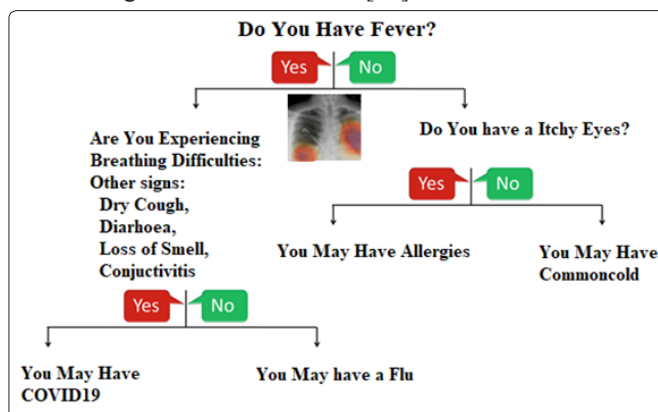 Do You Have Fever?
Yes
No
Are You Experiencing
Breathing Difficulties:
Other signs:
Dry Cough,
Diarhoea,
Loss of Smell,
Conjuctivitis
Do You have a Itchy Eyes?
Yes
No
You May Have Allergies
You May Have
Commoncold
Yes
No
You May Have
COVID19
You May have a Flu